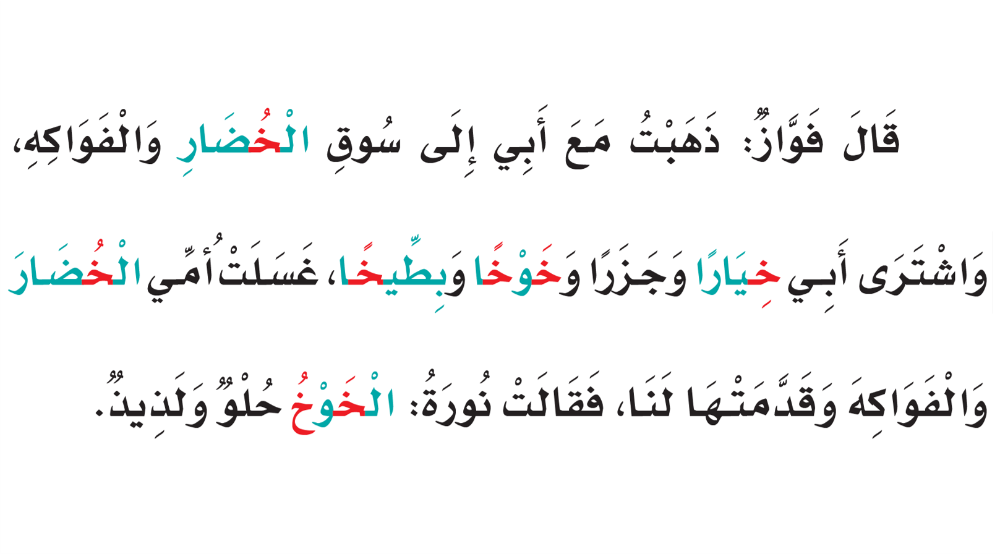 قَالَ فَوَّازٌ: ذَهَبْتُ مَعَ أَبِي إِلَى سُوقِ الْخُضَارِ وَالْفَوَاكِهِ،
وَاشْتَرَى أَبِي خِيَارًا وَجَزَرًا وَخَوْخًا وَبِطِّيخًا، غَسَلَتْ أُمِّي الْخُضَارَ
وَالْفَوَاكِهَ وَقَدَّمَتْهَا لَنَا، فَقَالَتْ نُورَةُ: الْخَوْخُ حُلْوٌ وَلَذِيذٌ.